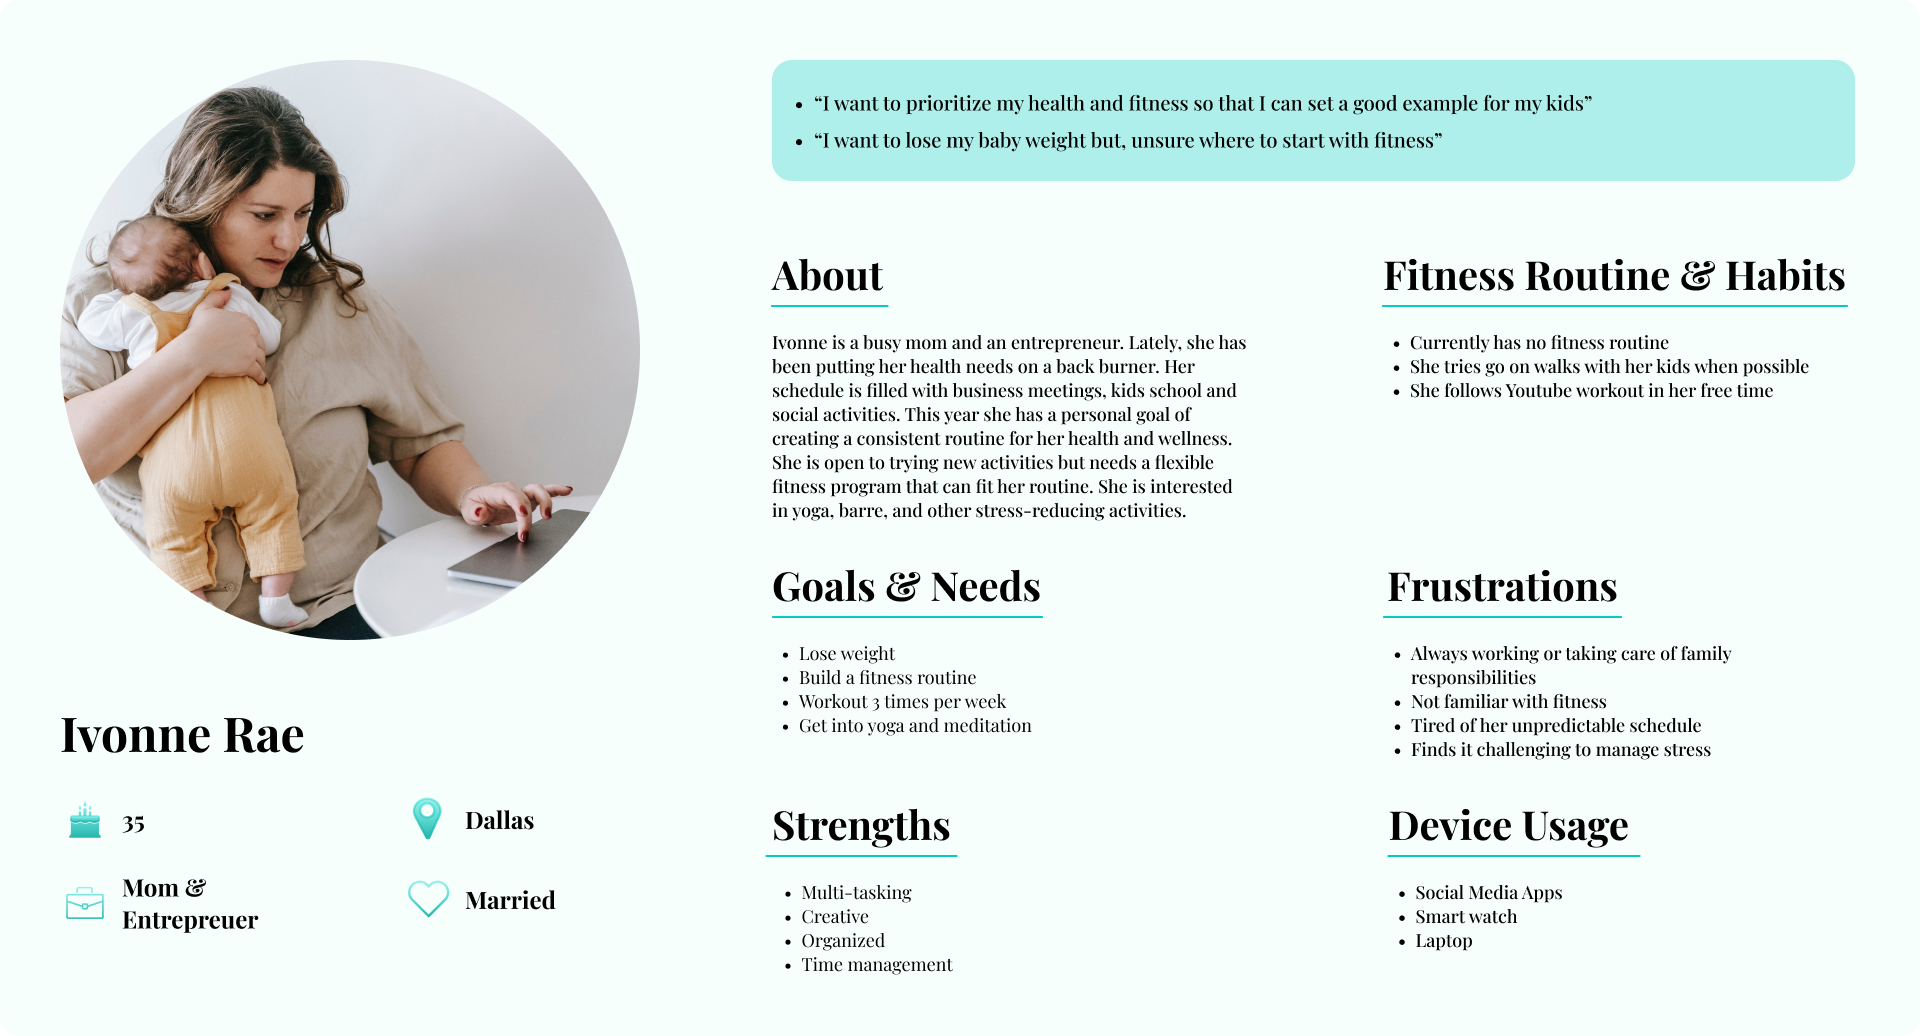 • “I want to prioritize my health and fitness so that I can set a good example for my kids”
• “I want to lose my baby weight but, unsure where to start with fitness”
About
Ivonne is a busy mom and an entrepreneur. Lately, she has
been putting her health needs on a back burner. Her
schedule is filled with business meetings, kids school and
social activities. This year she has a personal goal of
creating a consistent routine for her health and wellness.
She is open to trying new activities but needs a flexible
fitness program that can fit her routine. She is interested
in yoga, barre, and other stress-reducing activities.
Fitness Routine & Habits
• Currently has no fitness routine
• She tries go on walks with her kids when possible
• She follows Youtube workout in her free time
Goals & Needs
• Lose weight
• Build a fitness routine
• Workout 3 times per week
• Get into yoga and meditation
Frustrations
• Always working or taking care of family
responsibilities
• Not familiar with fitness
• Tired of her unpredictable schedule
• Finds it challenging to manage stress
Ivonne Rae
35
Dallas
Mom &
Entrepreuer
Married
Strengths
• Multi-tasking
• Creative
• Organized
• Time management
Device Usage
• Social Media Apps
• Smart watch
• Laptop